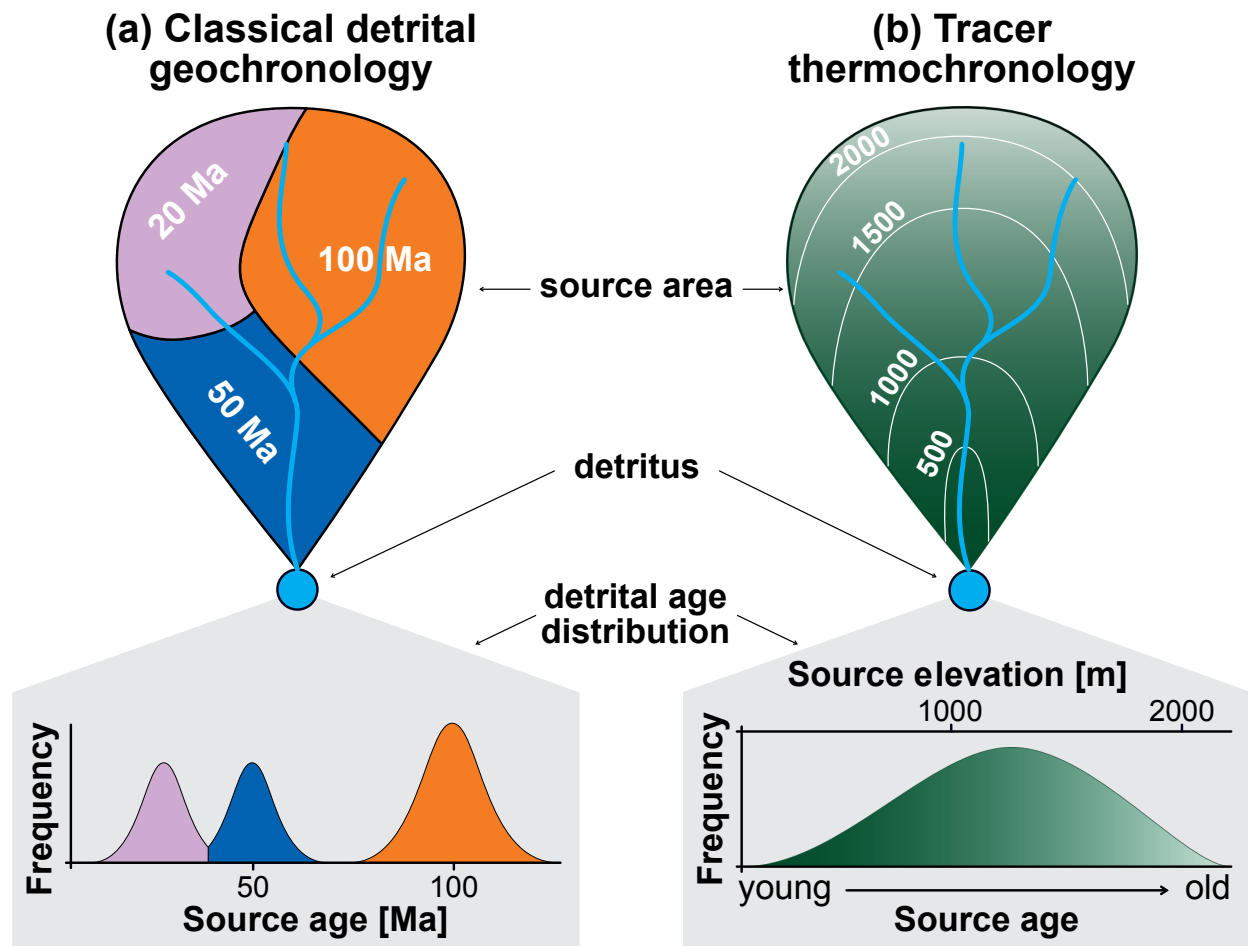 (a) Classical detrital
geochronology
(b) Tracer
thermochronology
20 Ma
100 Ma
50 Ma
2000
1500
1000
500
source area
detritus
detrital age
distribution
Frequency
50
100
Source age [Ma]
Source elevation [m]
1000
2000
Frequency
young
old
Source age